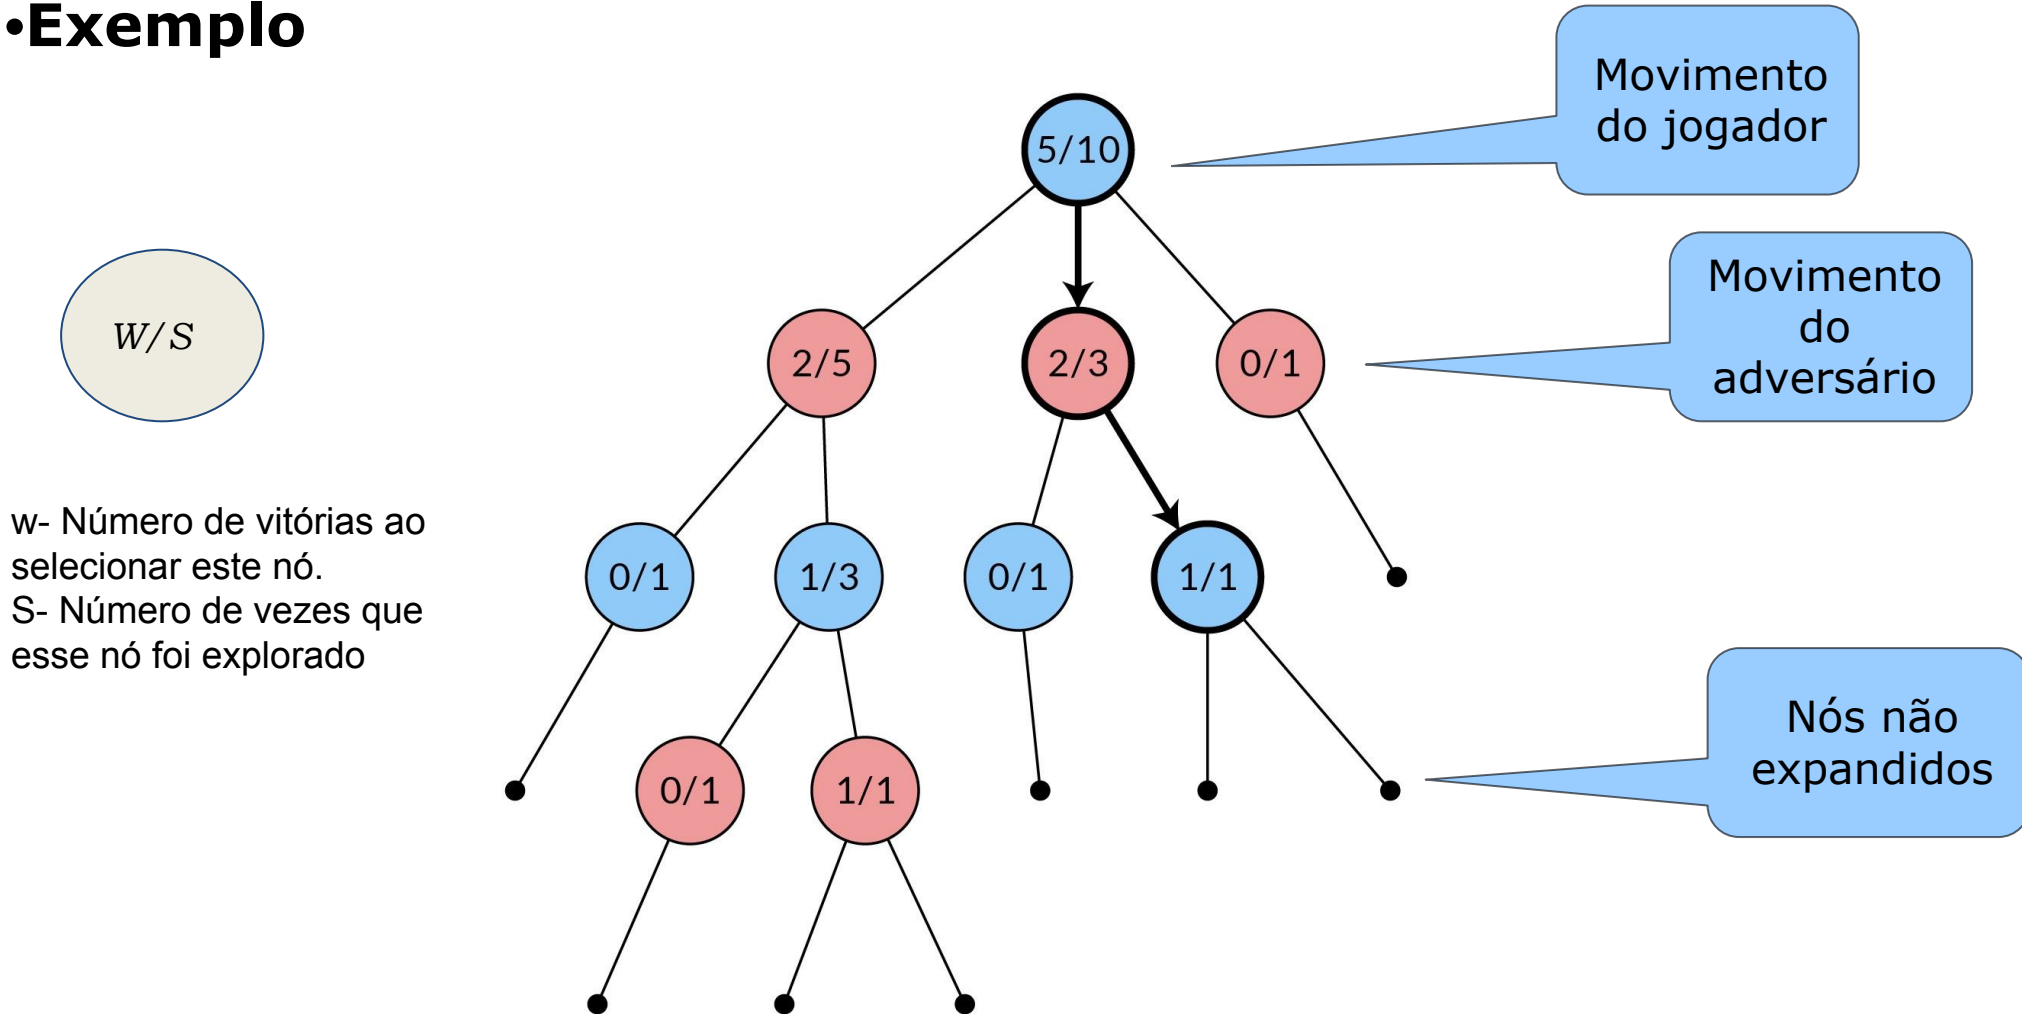 •Exemplo
Movimento
do jogador
5/10
Movimento
do
adversário
W/S
2/5
2/3
0/1
w- Número de vitórias ao
selecionar este nó.
S- Número de vezes que
esse nó foi explorado
0/1
1/3
0/1
1/1
Nós não
expandidos
0/1
1/1